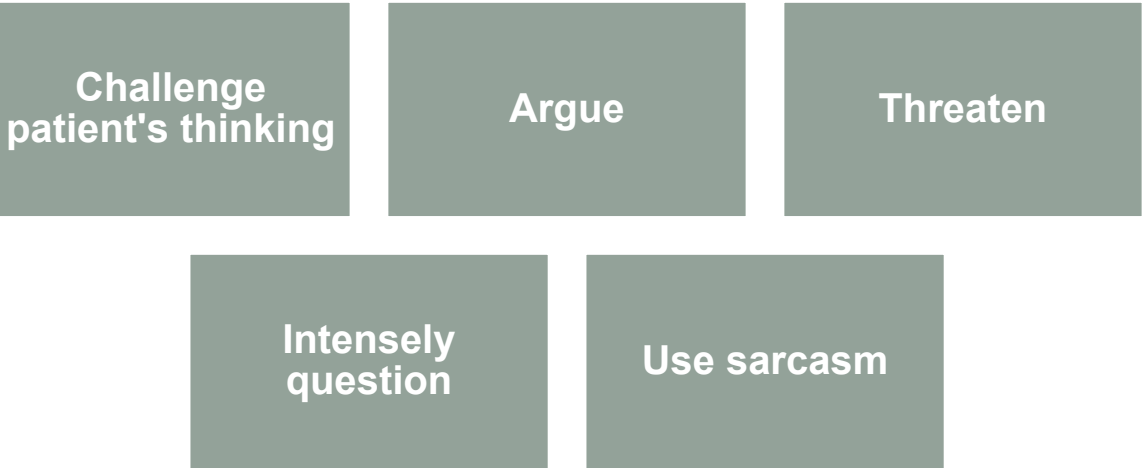 Challenge
patient's thinking
Argue
Threaten
Intensely
question
Use sarcasm